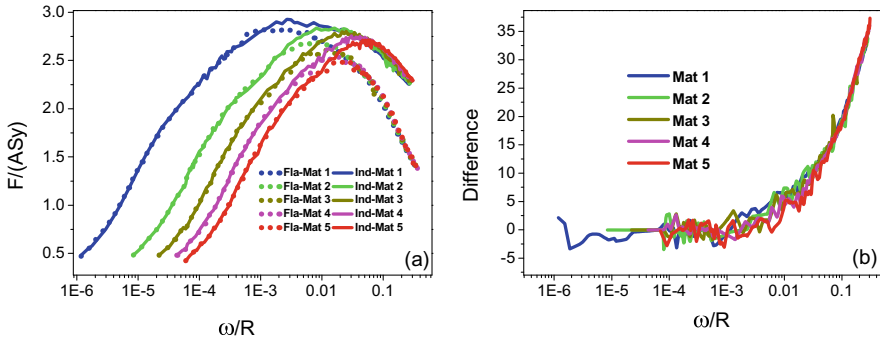 3.0
2.5
2.0
1.5
1.0
0.5
F/(ASy)
Fla-Mat 1 Ind-Mat 1
Fla-Mat 2 Ind-Mat 2
Fla-Mat 3 Ind-Mat 3
Fla-Mat 4 Ind-Mat 4
Fla-Mat 5 Ind-Mat 5
(a)
1E-6 1E-5 1E-4 1E-3 0.01 0.1
ω/R
35
30
25
20
15
10
5
0
-5
Difference
Mat 1
Mat 2
Mat 3
Mat 4
Mat 5
(b)
1E-6 1E-5 1E-4 1E-3 0.01 0.1
ω/R